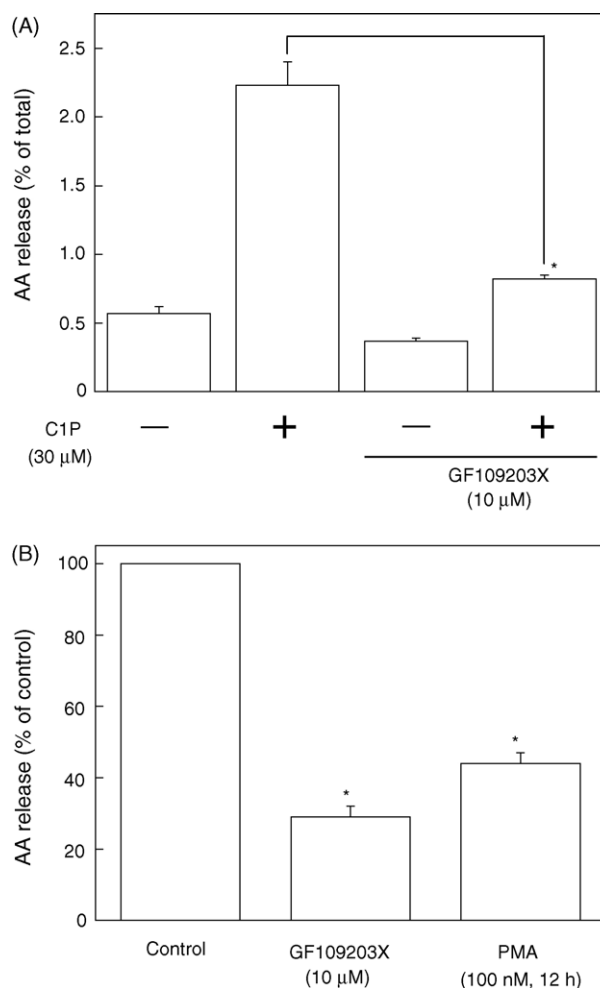 (A)
2.5
2.0
1.5
1.0
0.5
0
AA release (% of total)
*
C1P
(30 μM)
— + — +
GF109203X
(10 μM)
(B)
100
80
60
40
20
0
AA release (% of control)
*
*
Control
GF109203X
(10 μM)
PMA
(100 nM, 12 h)